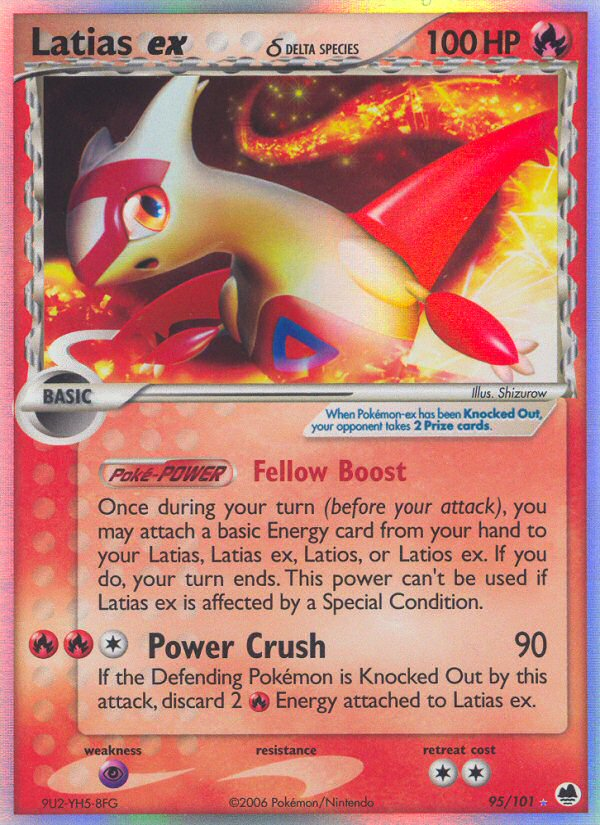 Latias ex δ DELTA SPECIES 100 HP
BASIC
Illus. Shizurow
When Pokémon-ex has been Knocked Out,
your opponent takes 2 Prize cards.
Poké-POWER Fellow Boost
Once during your turn (before your attack), you
may attach a basic Energy card from your hand to
your Latias, Latias ex, Latios, or Latios ex. If you
do, your turn ends. This power can't be used if
Latias ex is affected by a Special Condition.
Power Crush 90
If the Defending Pokémon is Knocked Out by this
attack, discard 2 Energy attached to Latias ex.
weakness resistance retreat cost
9U2-YH5-8FG ©2006 Pokémon/Nintendo 95/101